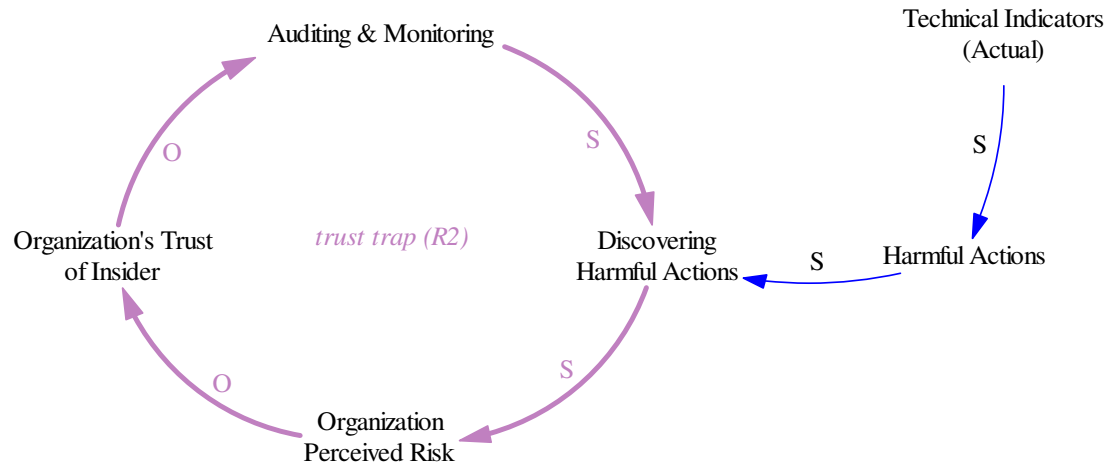 Auditing & Monitoring
Technical Indicators
(Actual)
S
S
O
Organization's Trust
of Insider
trust trap (R2)
Discovering
Harmful Actions
S
Harmful Actions
O
S
Organization
Perceived Risk